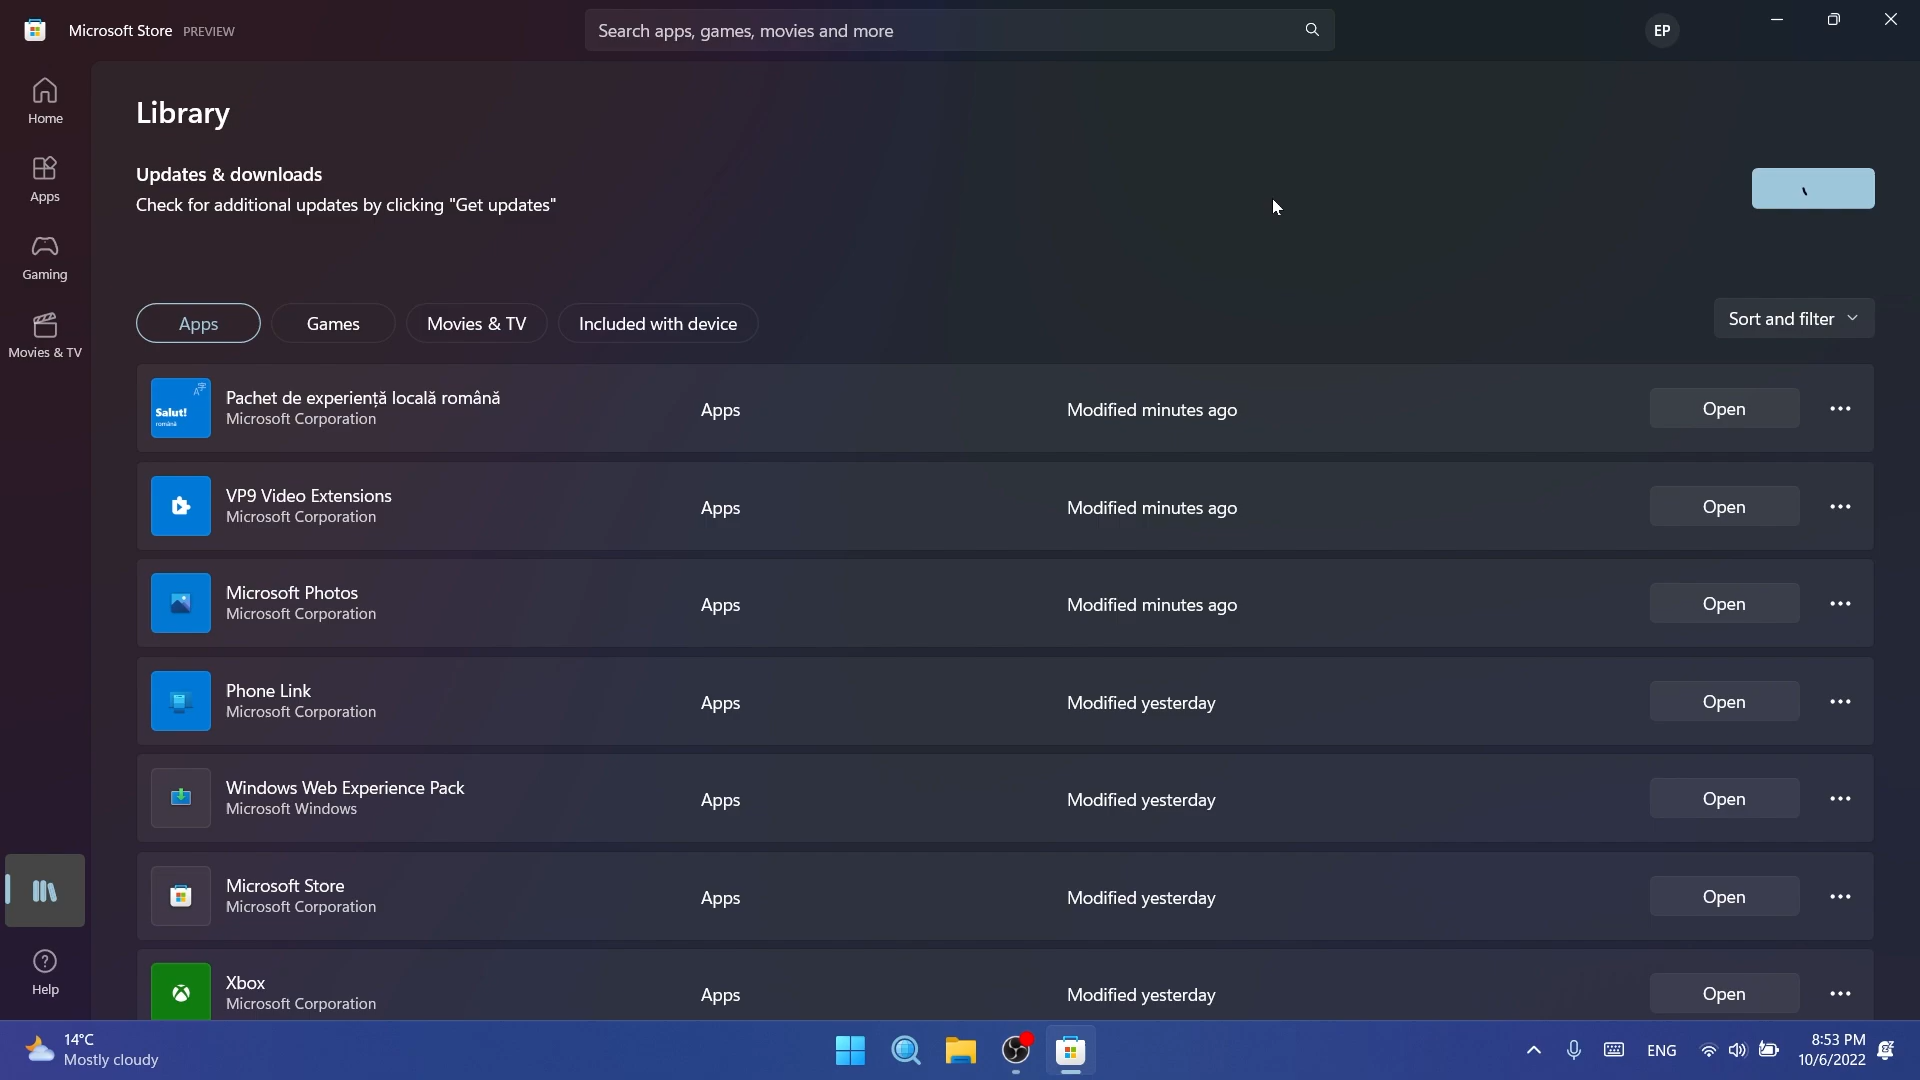 Microsoft Store PREVIEW
Search apps, games, movies and more
EP
Home
Apps
Gaming
Movies & TV
Help
Library
Updates & downloads
Check for additional updates by clicking "Get updates"
Apps
Games
Movies & TV
Included with device
Sort and filter
Salut!
română
Pachet de experiență locală română
Microsoft Corporation
Apps
Modified minutes ago
Open
VP9 Video Extensions
Microsoft Corporation
Apps
Modified minutes ago
Open
Microsoft Photos
Microsoft Corporation
Apps
Modified minutes ago
Open
Phone Link
Microsoft Corporation
Apps
Modified yesterday
Open
Windows Web Experience Pack
Microsoft Windows
Apps
Modified yesterday
Open
Microsoft Store
Microsoft Corporation
Apps
Modified yesterday
Open
Xbox
Microsoft Corporation
Apps
Modified yesterday
Open
14°C
Mostly cloudy
ENG
8:53 PM
10/6/2022